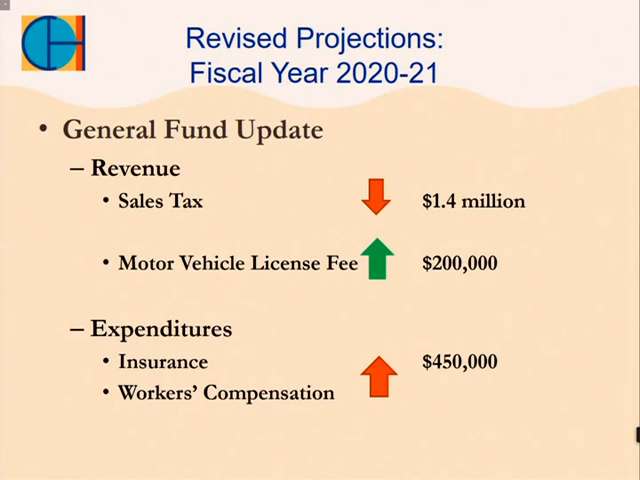 Revised Projections:
Fiscal Year 2020-21
• General Fund Update
– Revenue
• Sales Tax $1.4 million
• Motor Vehicle License Fee $200,000
– Expenditures
• Insurance $450,000
• Workers' Compensation